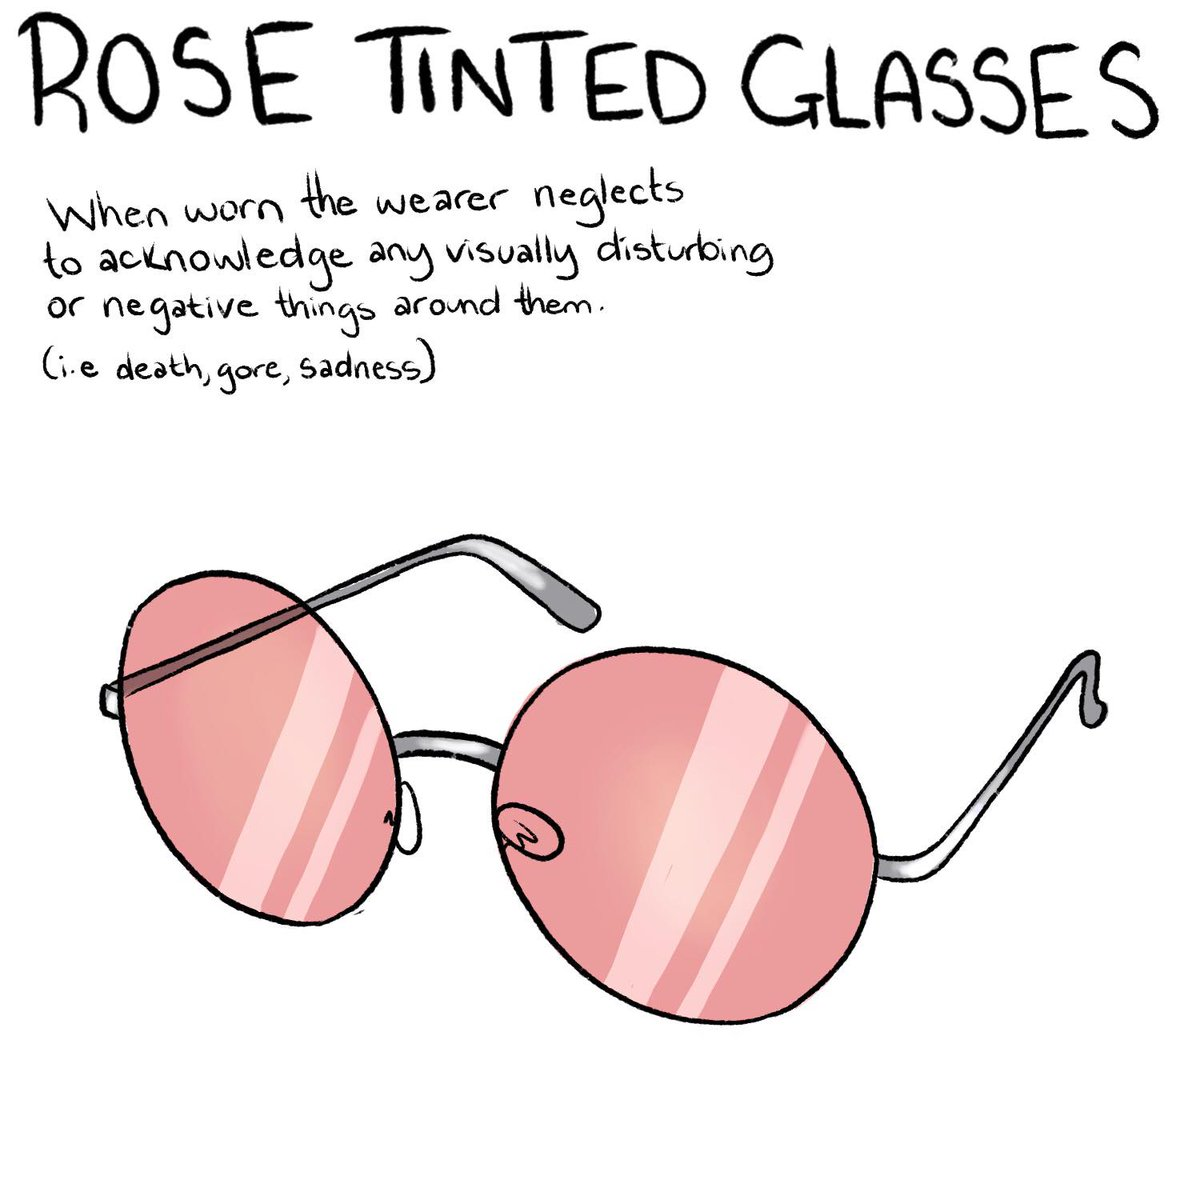 ROSE TINTED GLASSES
When worn the wearer neglects
to acknowledge any visually disturbing
or negative things around them.
(i.e death, gore, sadness)